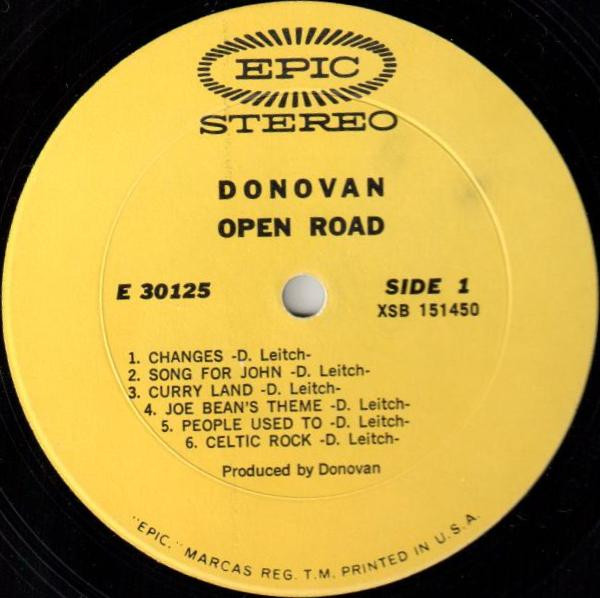 EPIC
STEREO
DONOVAN
OPEN ROAD
E 30125
SIDE 1
XSB 151450
1. CHANGES -D. Leitch-
2. SONG FOR JOHN -D. Leitch-
3. CURRY LAND -D. Leitch-
4. JOE BEAN'S THEME -D. Leitch-
5. PEOPLE USED TO -D. Leitch-
6. CELTIC ROCK -D. Leitch-
Produced by Donovan
"EPIC," MARCAS REG. T.M. PRINTED IN U.S.A.